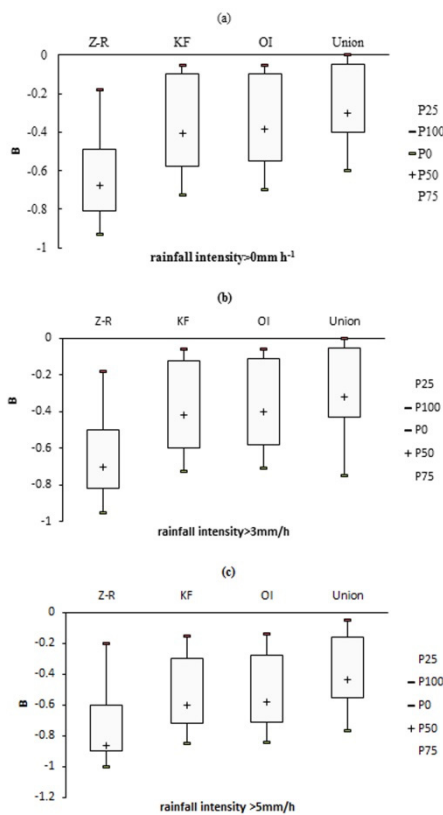 (a)
Z-R KF OI Union
0
-0.2
-0.4
-0.6
-0.8
-1
B
P25
P100
P0
P50
P75
rainfall intensity>0mm h⁻¹
(b)
Z-R KF OI Union
0
-0.2
-0.4
-0.6
-0.8
-1
B
P25
P100
P0
P50
P75
rainfall intensity>3mm/h
(c)
Z-R KF OI Union
0
-0.2
-0.4
-0.6
-0.8
-1
-1.2
B
P25
P100
P0
P50
P75
rainfall intensity >5mm/h